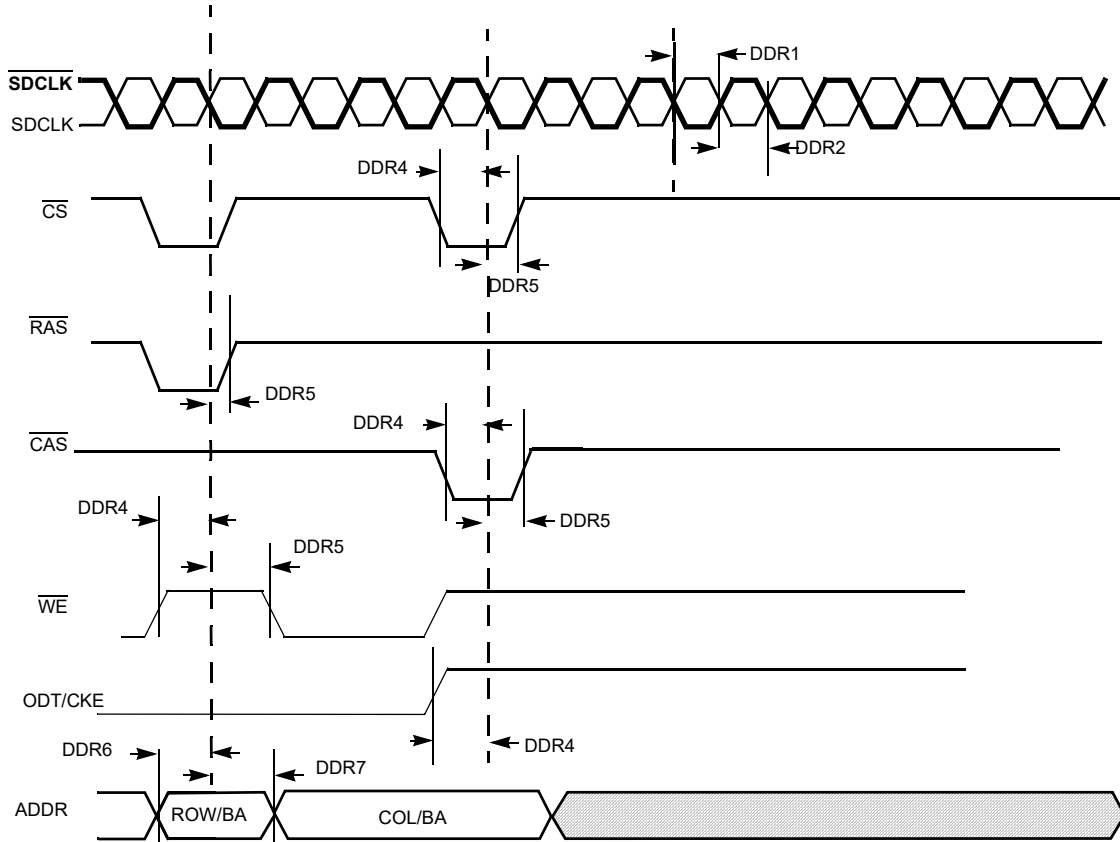 DDR1
SDCLK
SDCLK
DDR2
DDR4
CS
DDR5
RAS
DDR5
DDR4
CAS
DDR4
DDR5
DDR5
WE
ODT/CKE
DDR6
DDR4
DDR7
ADDR
ROW/BA
COL/BA